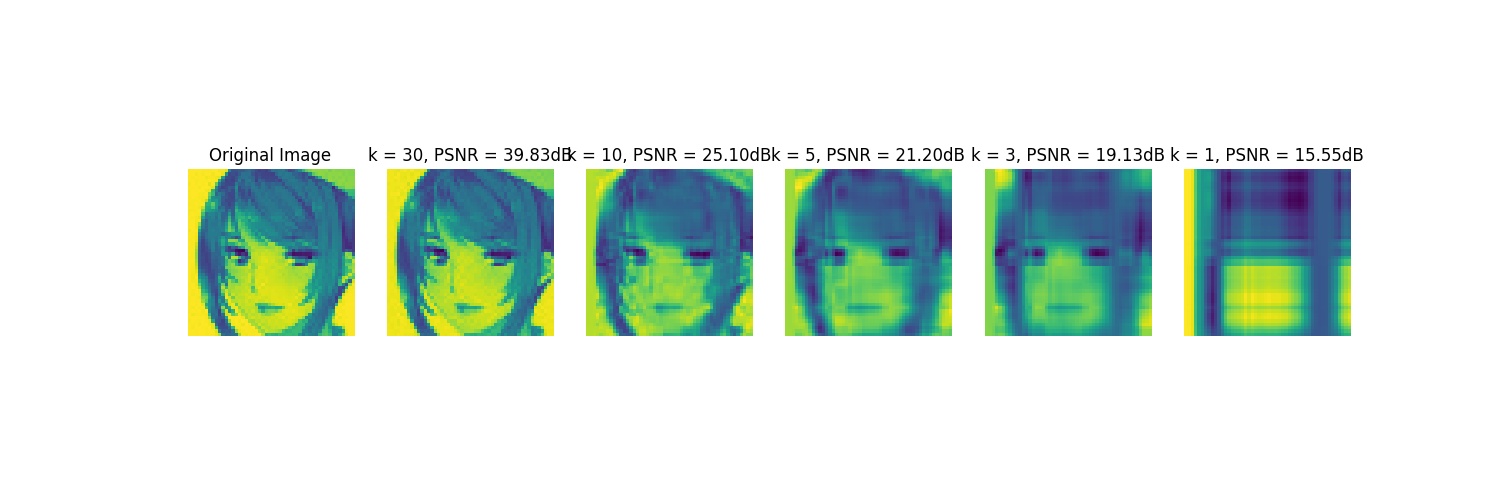 Original Image
k = 30, PSNR = 39.83dB
k = 10, PSNR = 25.10dB
k = 5, PSNR = 21.20dB
k = 3, PSNR = 19.13dB
k = 1, PSNR = 15.55dB